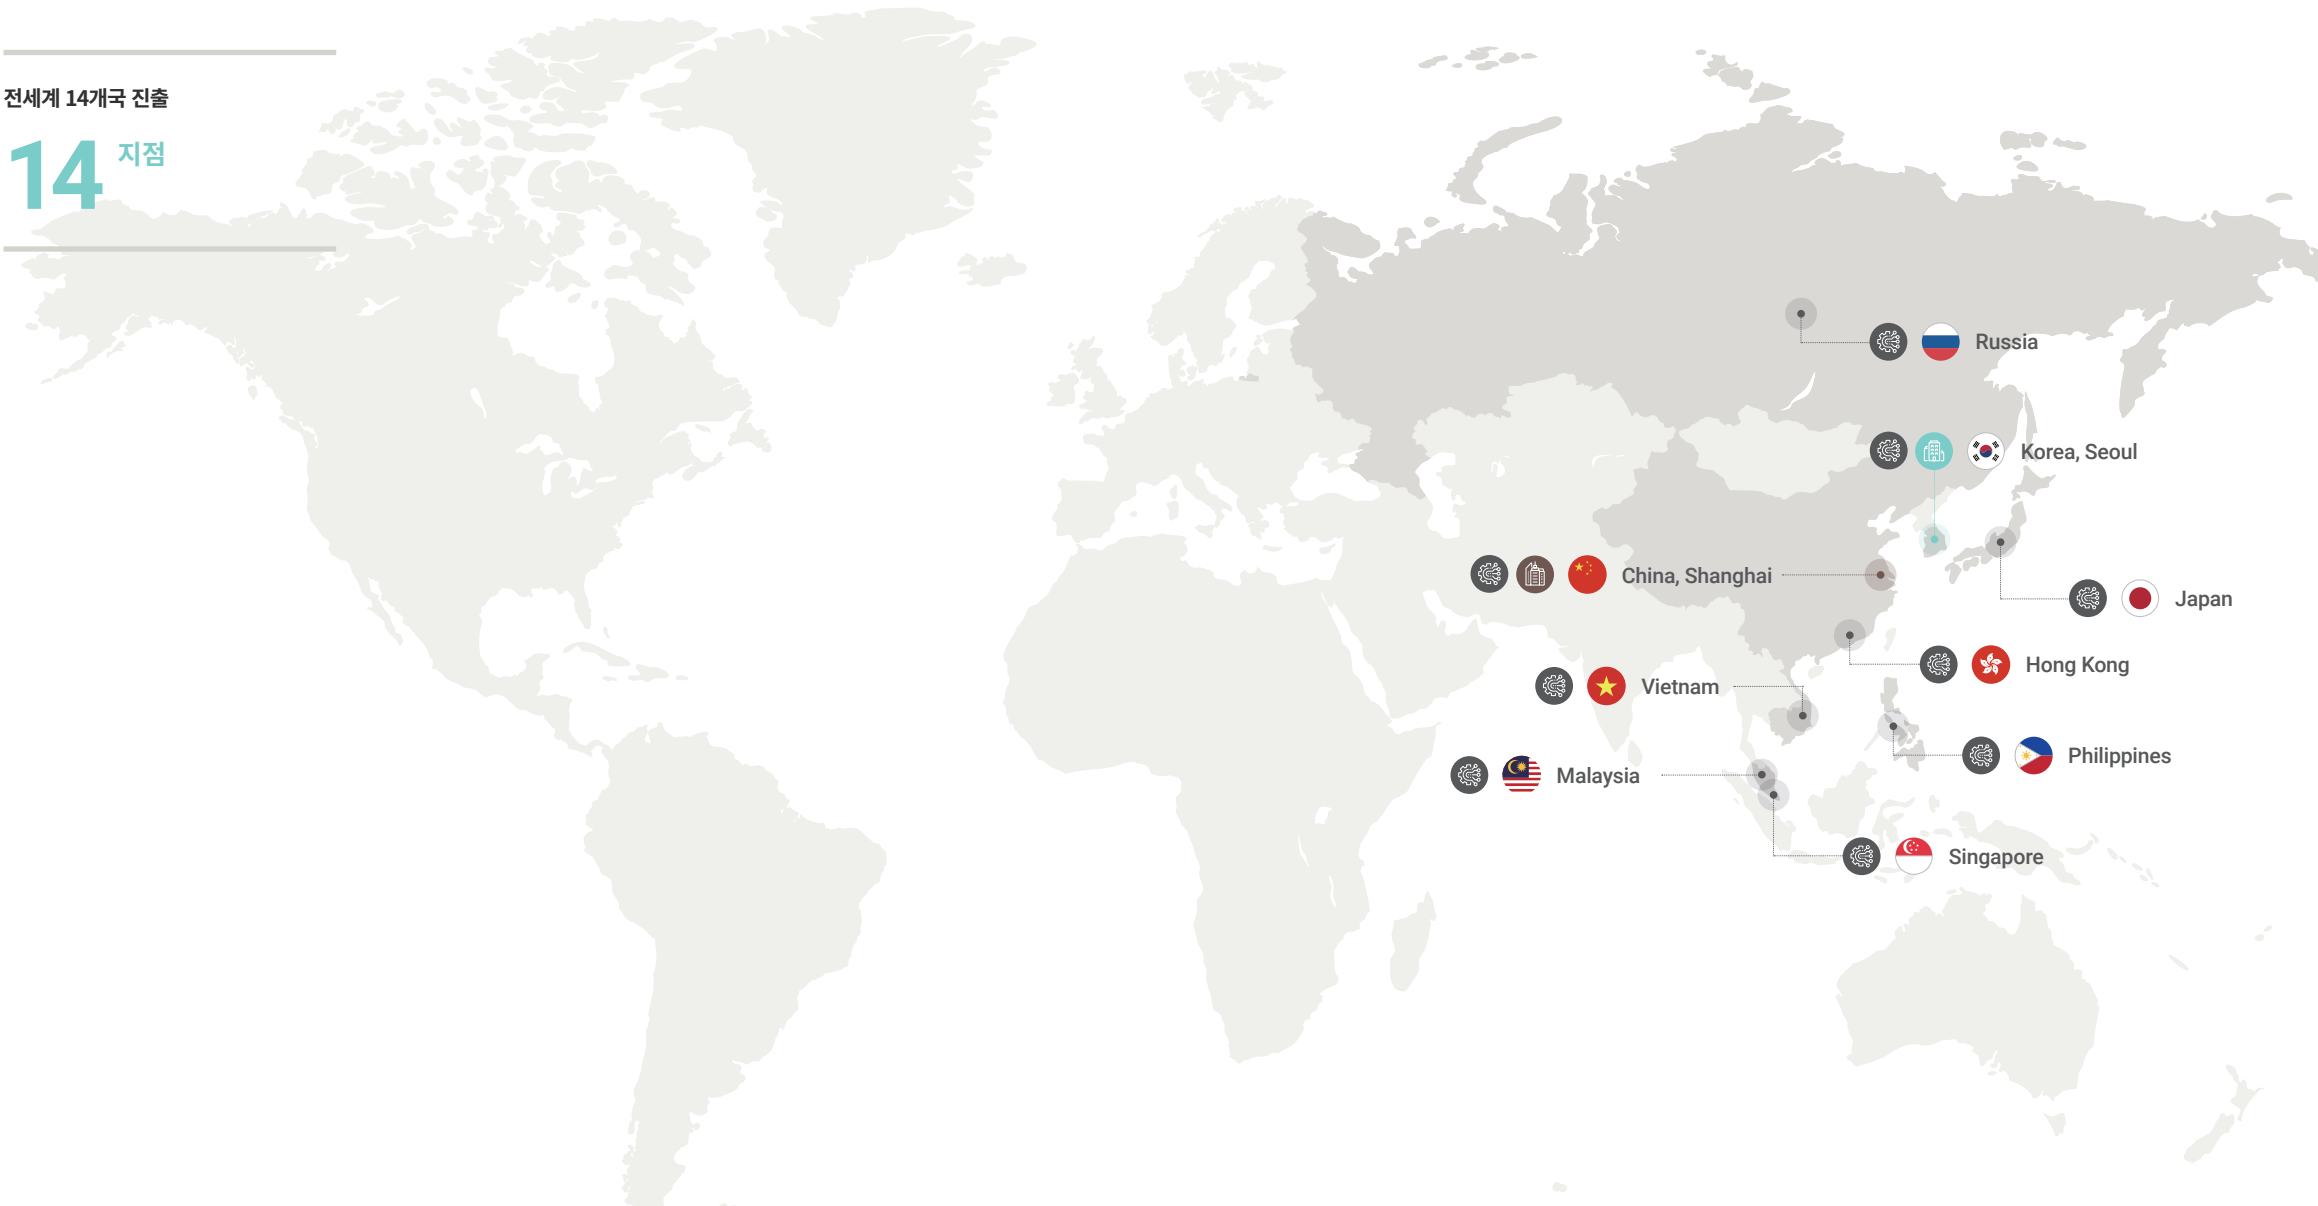 전세계 14개국 진출
14 지점
Russia
Korea, Seoul
China, Shanghai
Japan
Hong Kong
Vietnam
Philippines
Malaysia
Singapore